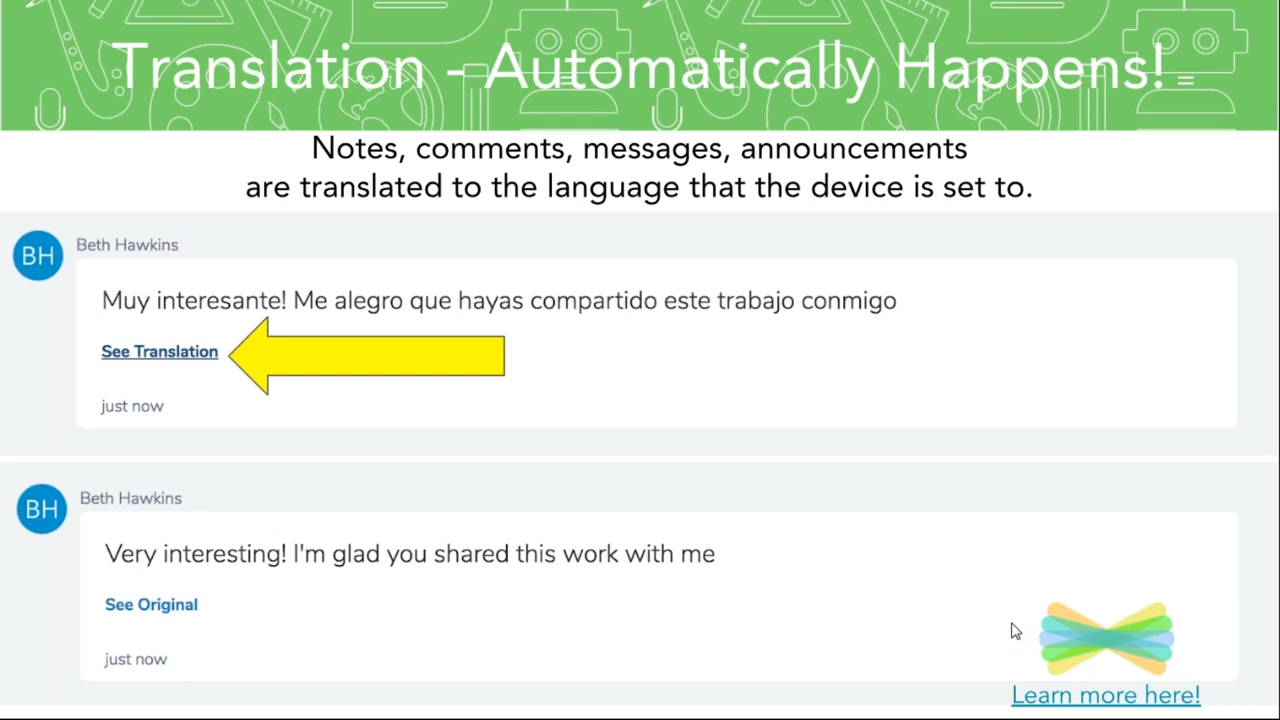 Translation - Automatically Happens!
Notes, comments, messages, announcements
are translated to the language that the device is set to.
BH
Beth Hawkins
Muy interesante! Me alegro que hayas compartido este trabajo conmigo
See Translation
just now
BH
Beth Hawkins
Very interesting! I'm glad you shared this work with me
See Original
just now
Learn more here!